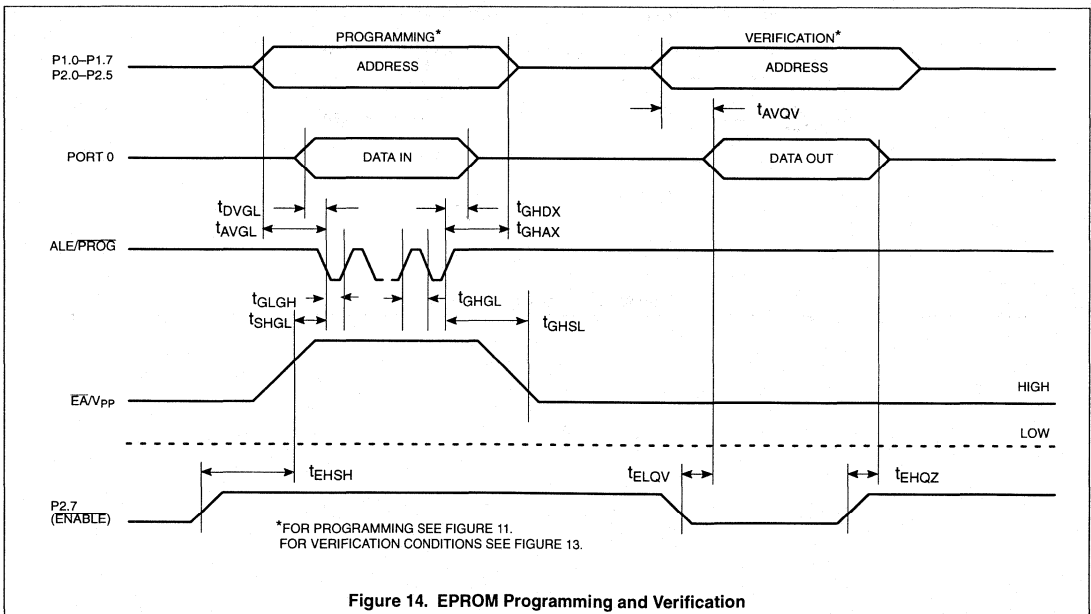 PROGRAMMING*
VERIFICATION*
P1.0–P1.7
P2.0–P2.5
ADDRESS
ADDRESS
tAVQV
PORT 0
DATA IN
DATA OUT
tDVGL
tGHDX
tAVGL
tGHAX
ALE/PROG
tGLGH
tGHGL
tSHGL
tGHSL
EA/VPP
HIGH
LOW
tEHSH
tELQV
tEHQZ
P2.7
(ENABLE)
*FOR PROGRAMMING SEE FIGURE 11.
FOR VERIFICATION CONDITIONS SEE FIGURE 13.
Figure 14. EPROM Programming and Verification